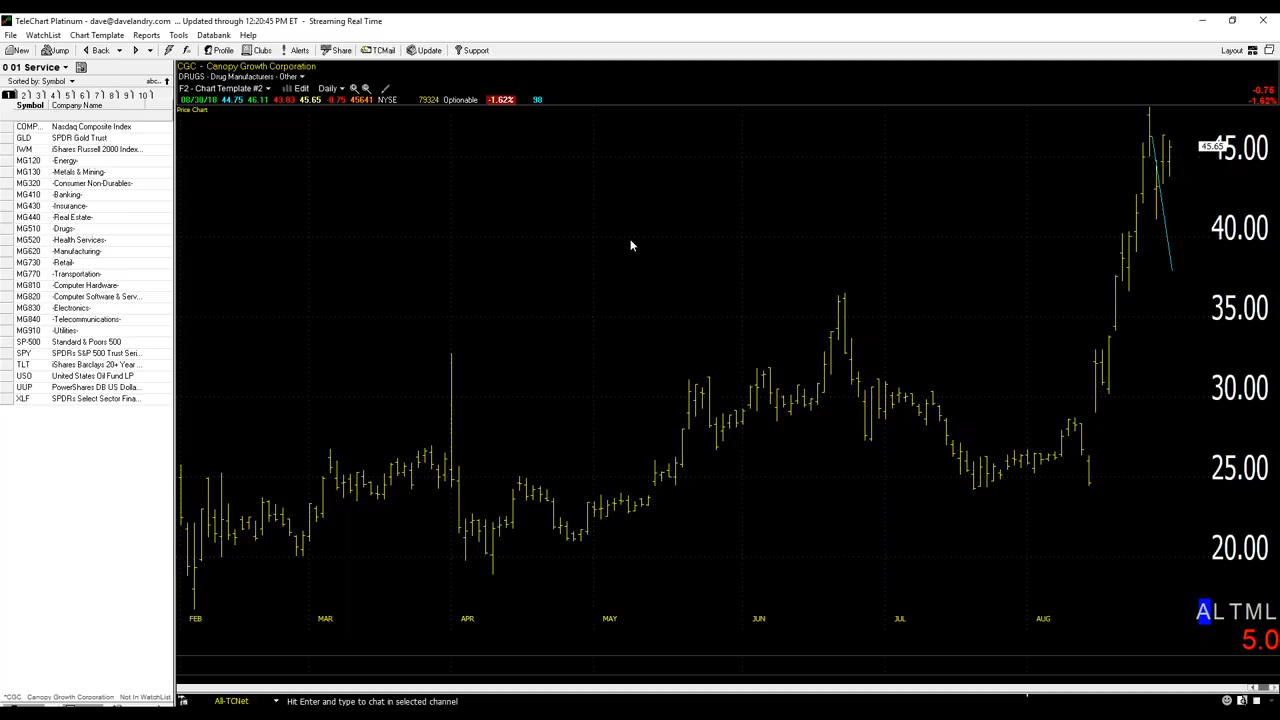 TeleChart Platinum - dave@davelandry.com ... Updated through 12:20:45 PM ET - Streaming Real Time
File WatchList Chart Template Reports Tools Databank Help
New Jump Back Profile Clubs Alerts Share TCMail Update Support Layout
0 01 Service
Sorted by: Symbol abc..
1 2 3 4 5 6 7 8 9 10
Symbol Company Name
COMP... Nasdaq Composite Index
GLD SPDR Gold Trust
IWM iShares Russell 2000 Index...
MG120 -Energy-
MG130 -Metals & Mining-
MG320 -Consumer Non-Durables-
MG410 -Banking-
MG430 -Insurance-
MG440 -Real Estate-
MG510 -Drugs-
MG520 -Health Services-
MG620 -Manufacturing-
MG730 -Retail-
MG770 -Transportation-
MG810 -Computer Hardware-
MG820 -Computer Software & Serv...
MG830 -Electronics-
MG840 -Telecommunications-
MG910 -Utilities-
SP-500 Standard & Poors 500
SPY SPDRs S&P 500 Trust Seri...
TLT iShares Barclays 20+ Year ...
USO United States Oil Fund LP
UUP PowerShares DB US Dolla...
XLF SPDRs Select Sector Fina...
*CGC Canopy Growth Corporation Not In WatchList
CGC - Canopy Growth Corporation
DRUGS - Drug Manufacturers - Other
F2 - Chart Template #2 Edit Daily
08/30/18 44.75 46.11 43.83 45.65 -0.75 45641 NYSE 79324 Optionable -1.62% 98
-0.76
-1.62%
Price Chart
45.65
45.00
40.00
35.00
30.00
25.00
20.00
FEB MAR APR MAY JUN JUL AUG
ALTML
5.0
All-TCNet Hit Enter and type to chat in selected channel